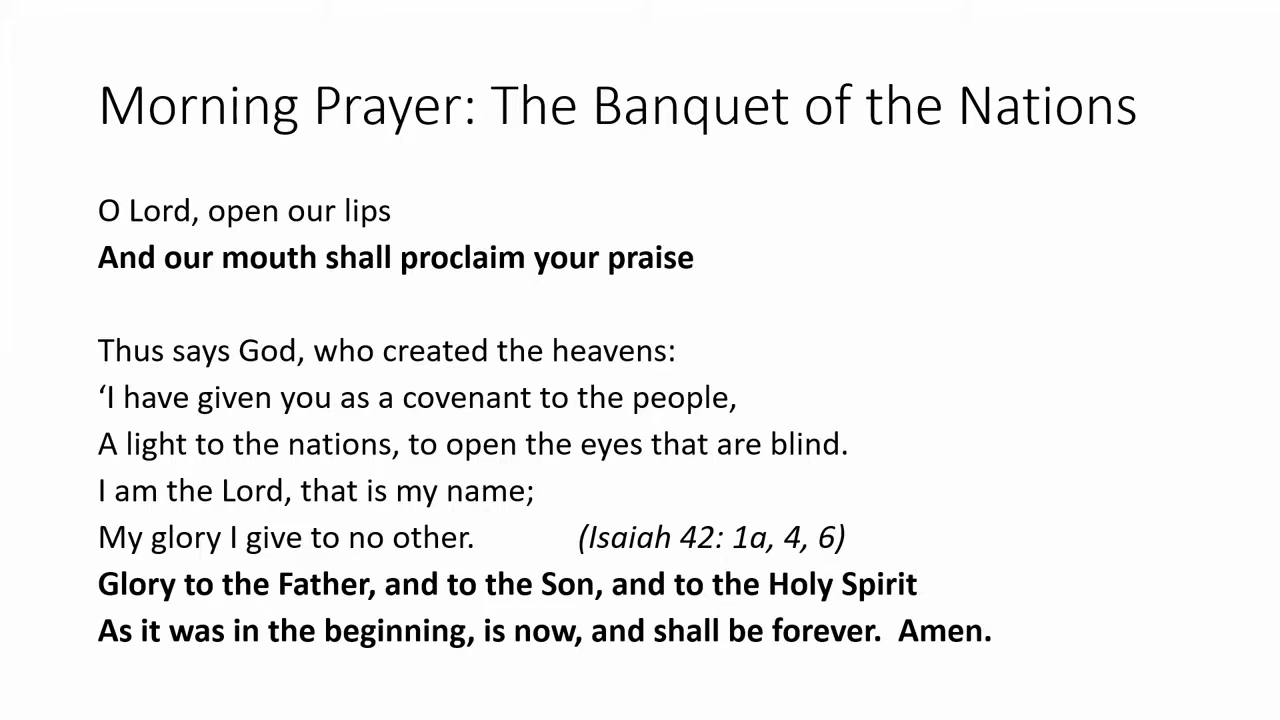 Morning Prayer: The Banquet of the Nations
O Lord, open our lips
And our mouth shall proclaim your praise
Thus says God, who created the heavens:
‘I have given you as a covenant to the people,
A light to the nations, to open the eyes that are blind.
I am the Lord, that is my name;
My glory I give to no other. (Isaiah 42: 1a, 4, 6)
Glory to the Father, and to the Son, and to the Holy Spirit
As it was in the beginning, is now, and shall be forever. Amen.